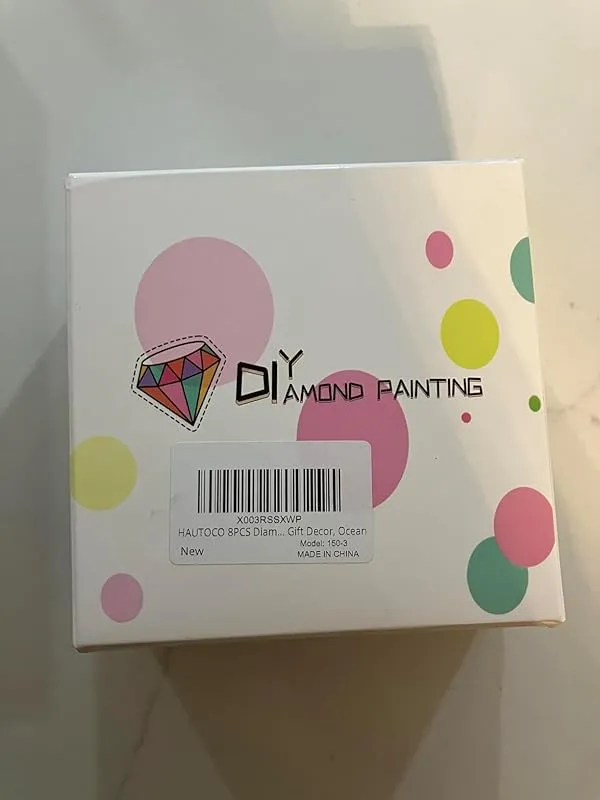 DIY
DIAMOND PAINTING
X003RSSXWP
HAUTOCO 8PCS Diam... Gift Decor, Ocean
Model: 150-3
New
MADE IN CHINA